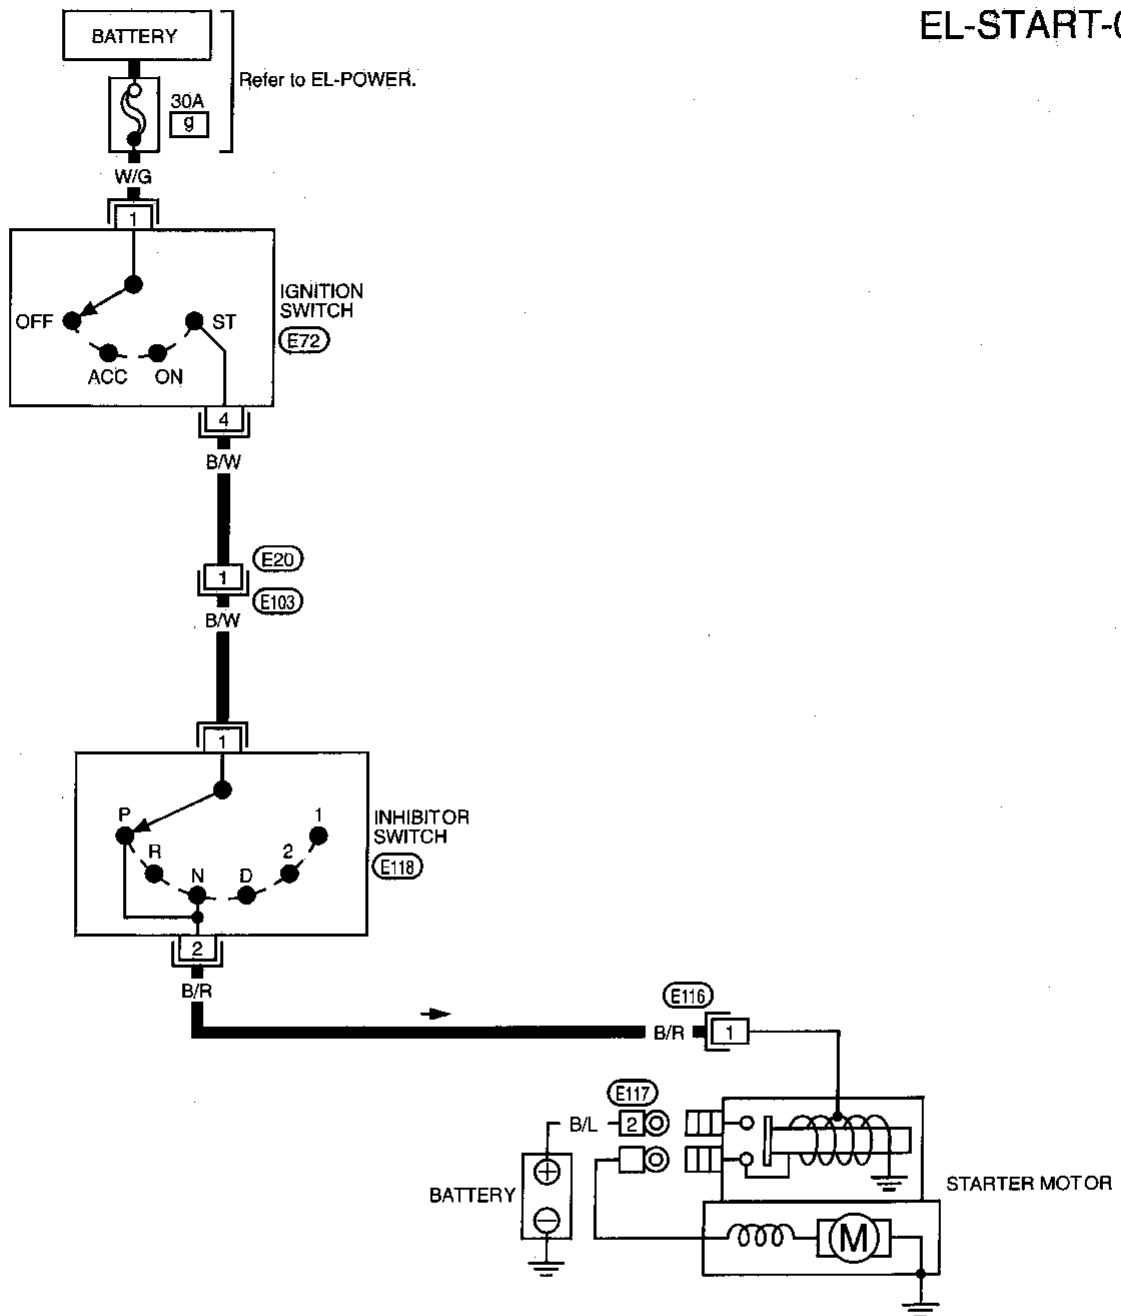 EL-START-0
BATTERY
Refer to EL-POWER.
30A
g
W/G
1
IGNITION
SWITCH
E72
OFF
ST
ACC
ON
4
B/W
E20
1
E103
B/W
1
INHIBITOR
SWITCH
E118
P
1
R
2
N
D
2
B/R
E116
B/R
1
E117
B/L
2
BATTERY
STARTER MOTOR
M